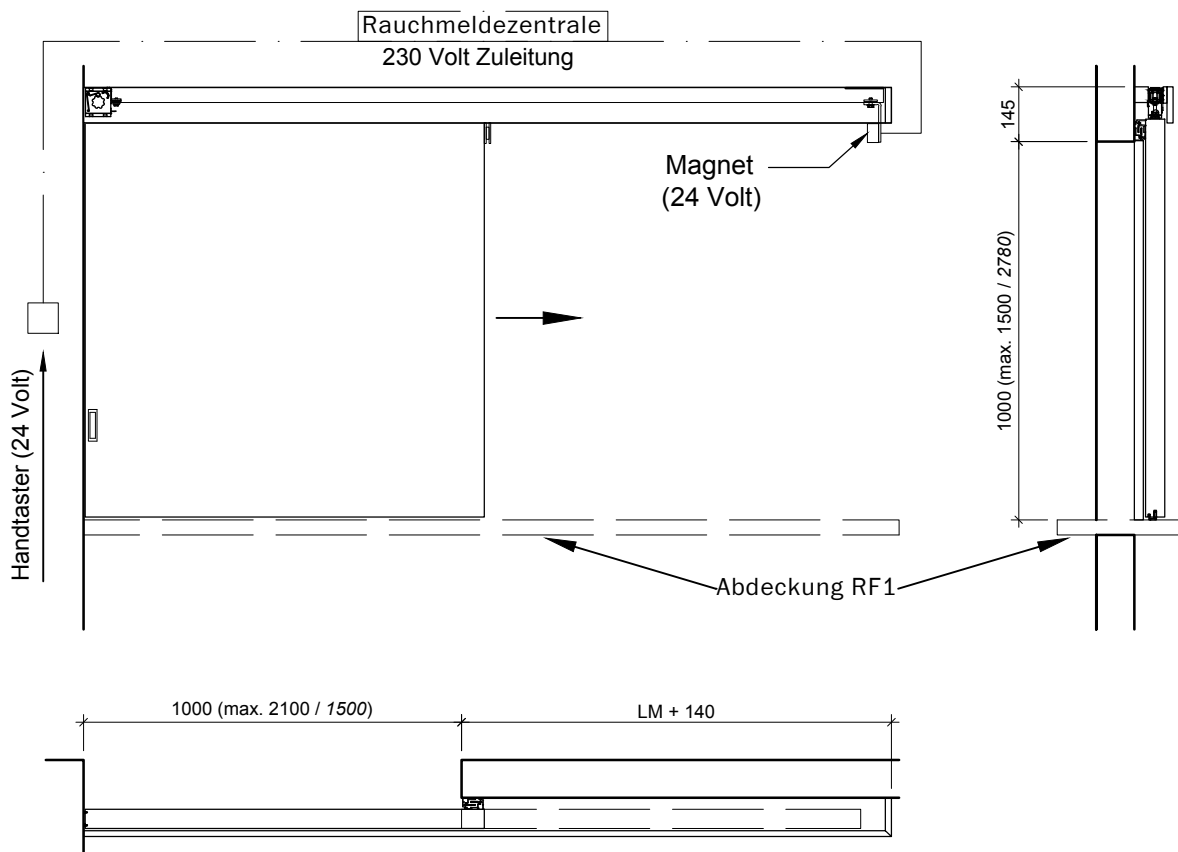 Rauchmeldezentrale
230 Volt Zuleitung
145
Magnet
(24 Volt)
1000 (max. 1500 / 2780)
Handtaster (24 Volt)
Abdeckung RF1
1000 (max. 2100 / 1500)
LM + 140